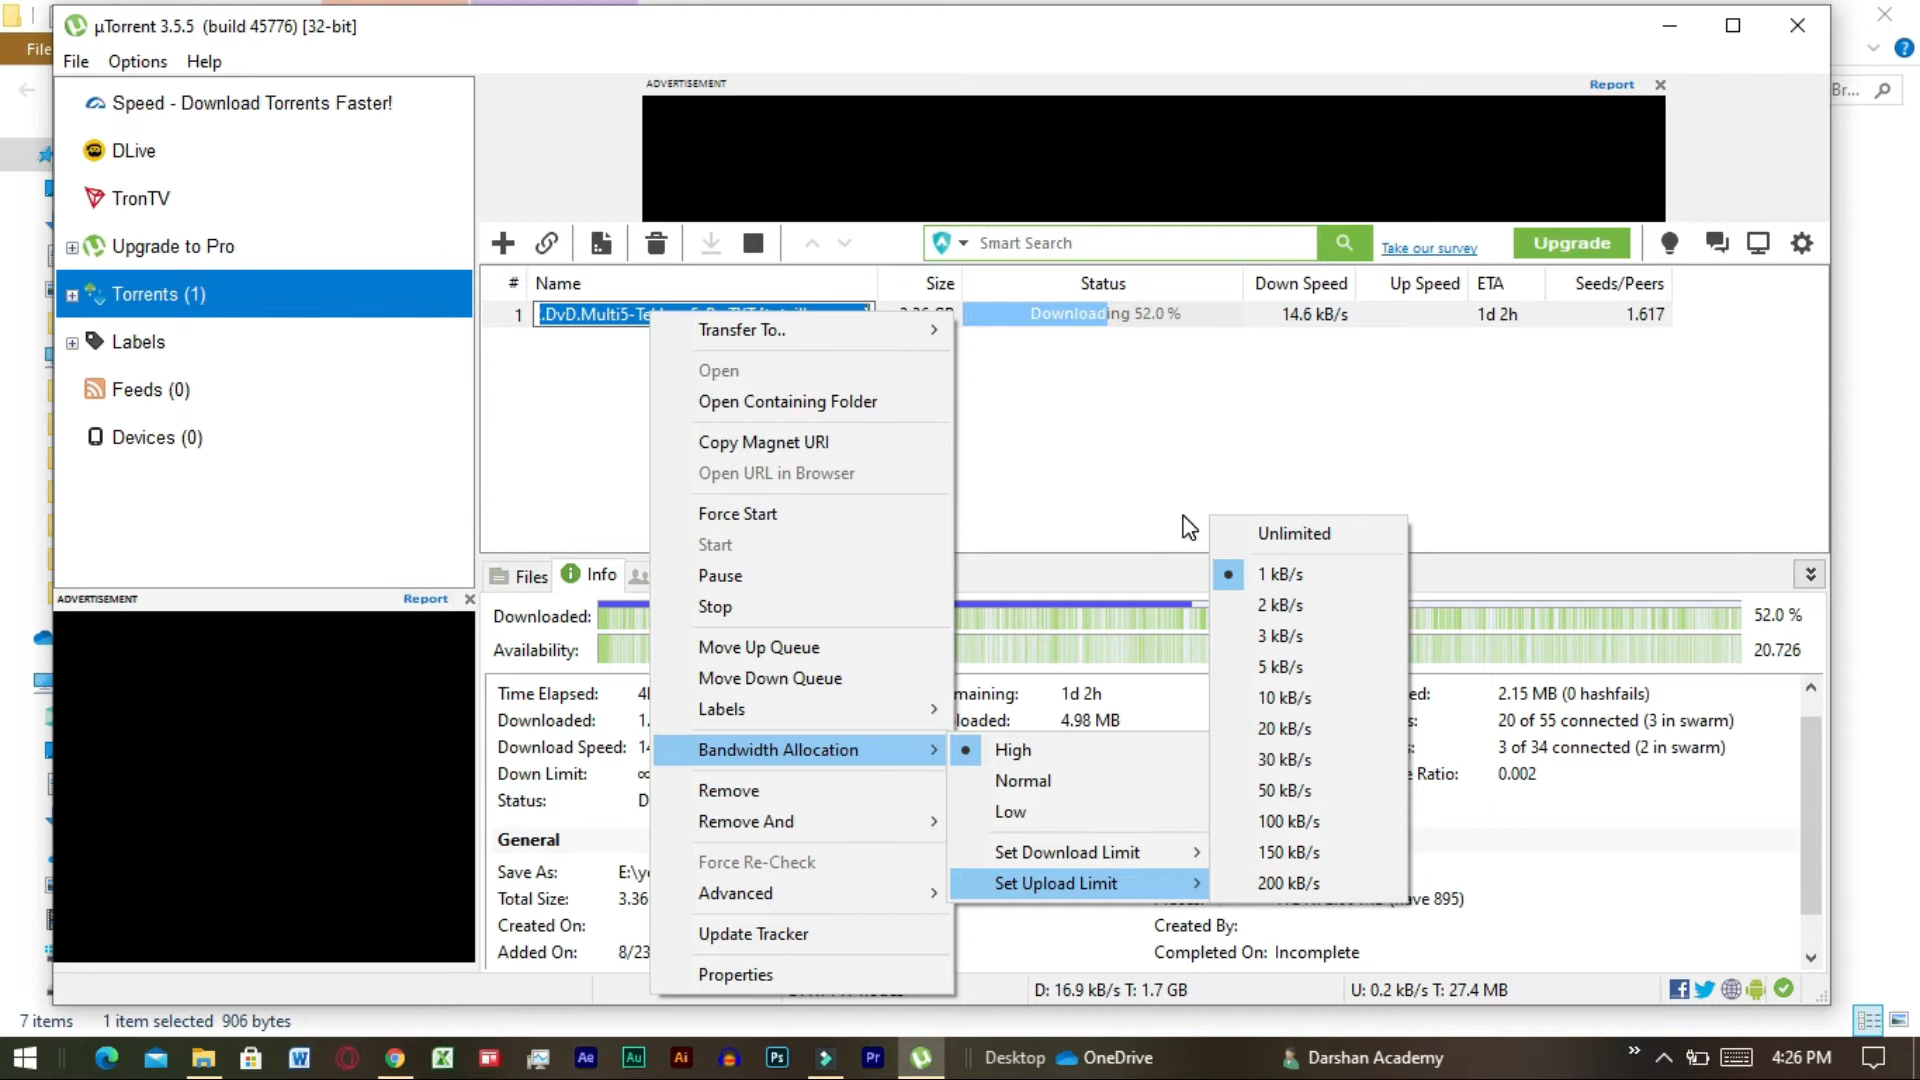 µTorrent 3.5.5 (build 45776) [32-bit]
File
File Options Help
Speed - Download Torrents Faster!
DLive
TronTV
Upgrade to Pro
Torrents (1)
Labels
Feeds (0)
Devices (0)
ADVERTISEMENT Report
ADVERTISEMENT Report
Br...
Smart Search
Take our survey
Upgrade
# Name Size Status Down Speed Up Speed ETA Seeds/Peers
1 Downloading 52.0 % 14.6 kB/s 1d 2h 1.617
Transfer To..
Open
Open Containing Folder
Copy Magnet URI
Open URL in Browser
Force Start
Start
Pause
Stop
Move Up Queue
Move Down Queue
Labels
Bandwidth Allocation
Remove
Remove And
Force Re-Check
Advanced
Update Tracker
Properties
High
Normal
Low
Set Download Limit
Set Upload Limit
Unlimited
1 kB/s
2 kB/s
3 kB/s
5 kB/s
10 kB/s
20 kB/s
30 kB/s
50 kB/s
100 kB/s
150 kB/s
200 kB/s
Files Info
Downloaded: 52.0 %
Availability: 20.726
Time Elapsed: 1d 2h 2.15 MB (0 hashfails)
Downloaded: 4.98 MB 20 of 55 connected (3 in swarm)
Download Speed: 3 of 34 connected (2 in swarm)
Down Limit: ∞ Ratio: 0.002
Status:
General
Save As:
Total Size: 3.36
Created On: Created By:
Added On: 8/23 Completed On: Incomplete
D: 16.9 kB/s T: 1.7 GB
U: 0.2 kB/s T: 27.4 MB
7 items 1 item selected 906 bytes
Desktop OneDrive Darshan Academy 4:26 PM